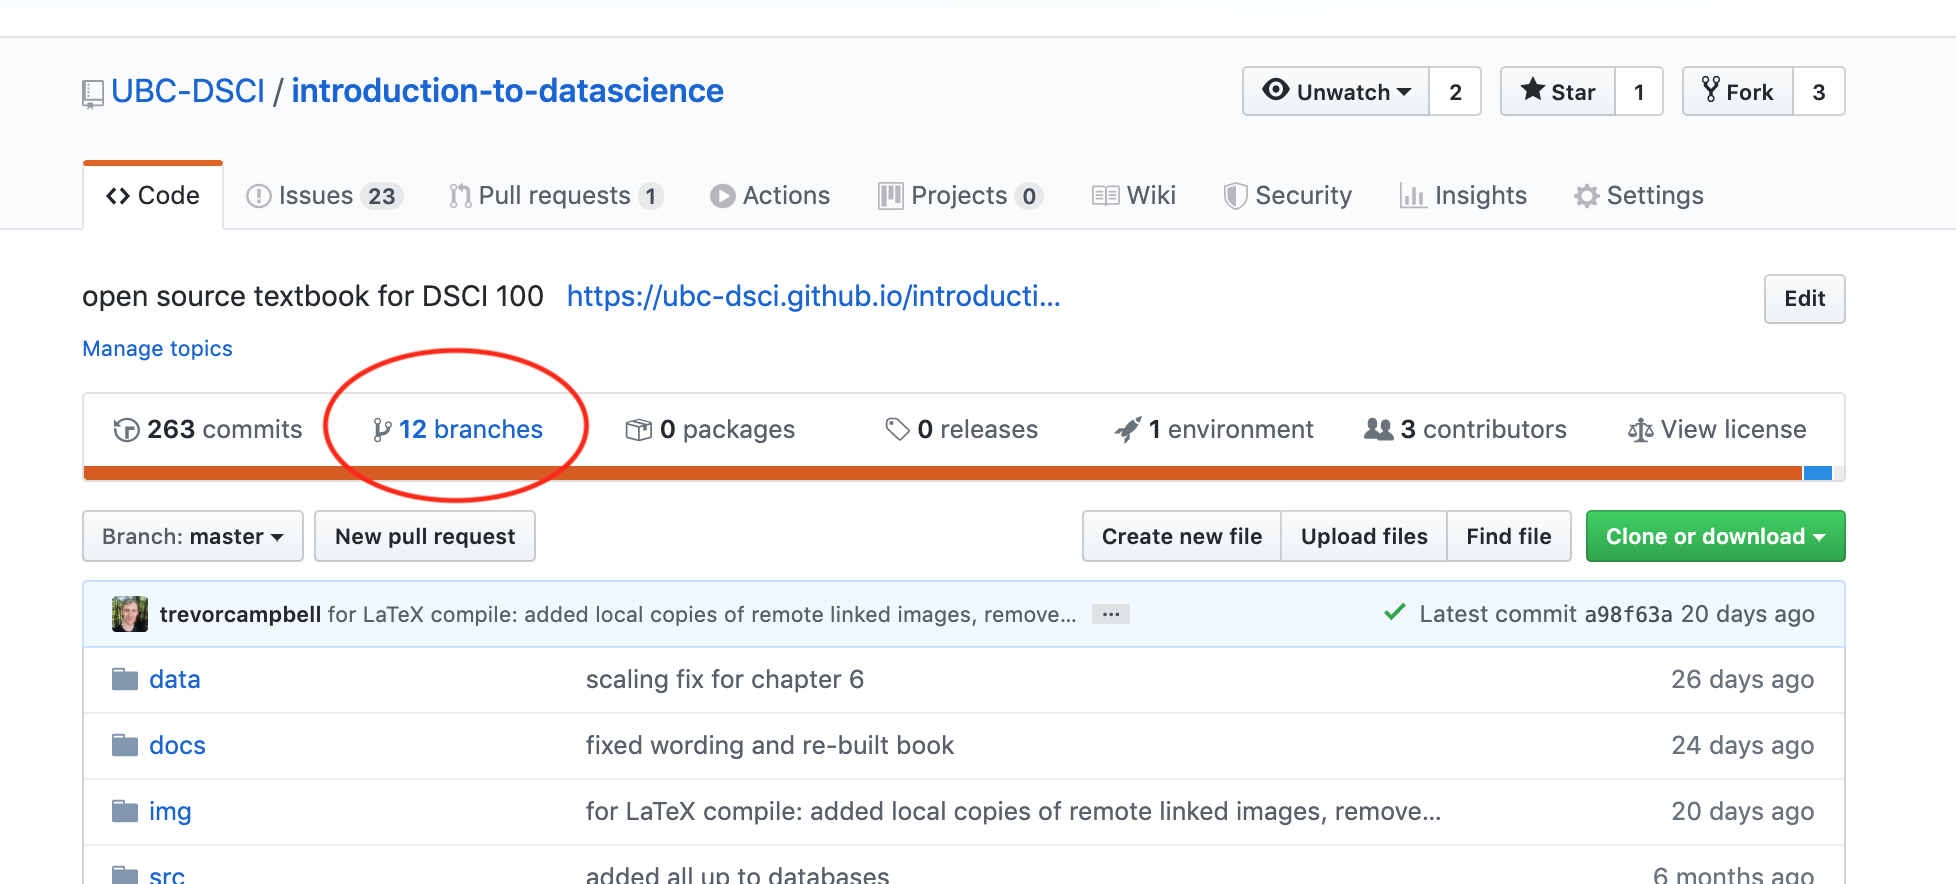 UBC-DSCI / introduction-to-datascience
Unwatch 2 Star 1 Fork 3
Code Issues 23 Pull requests 1 Actions Projects 0 Wiki Security Insights Settings
open source textbook for DSCI 100 https://ubc-dsci.github.io/introducti...
Edit
Manage topics
263 commits 12 branches 0 packages 0 releases 1 environment 3 contributors View license
Branch: master New pull request Create new file Upload files Find file Clone or download
trevorcampbell for LaTeX compile: added local copies of remote linked images, remove... ... Latest commit a98f63a 20 days ago
data scaling fix for chapter 6 26 days ago
docs fixed wording and re-built book 24 days ago
img for LaTeX compile: added local copies of remote linked images, remove... 20 days ago
src added all up to databases 6 months ago